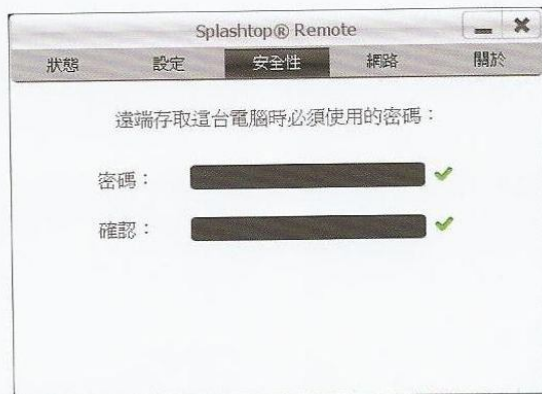 Splashtop® Remote
狀態 設定 安全性 網路 關於
遠端存取這台電腦時必須使用的密碼：
密碼：
確認：